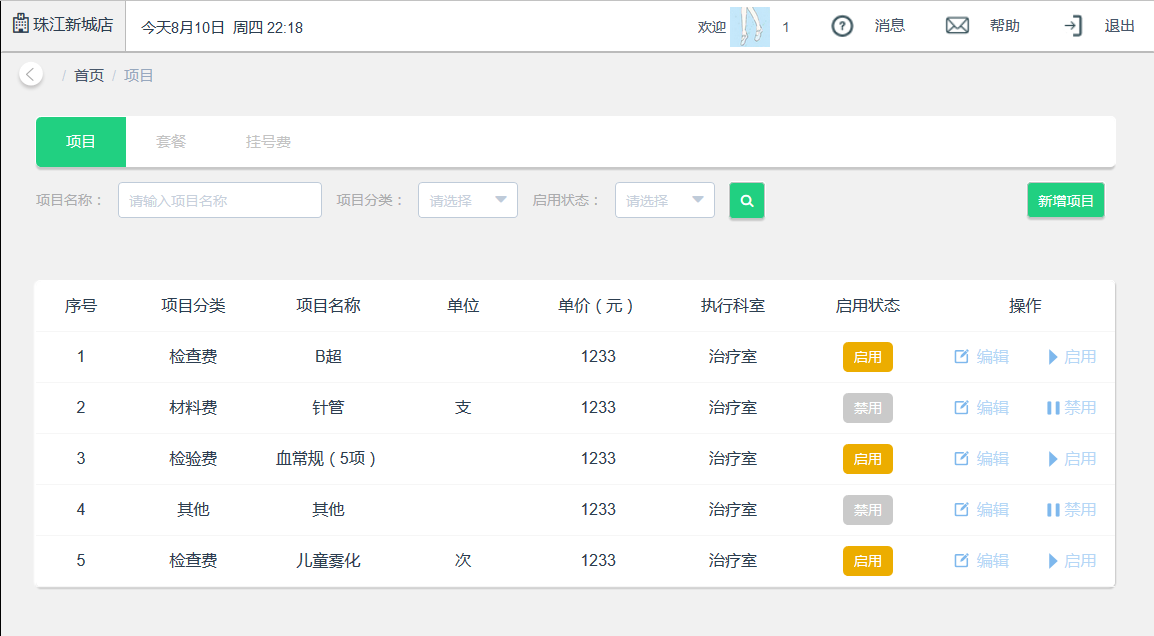 珠江新城店 今天8月10日 周四 22:18 欢迎 1 ? 消息 帮助 退出
/ 首页 / 项目
项目 套餐 挂号费
项目名称： 请输入项目名称 项目分类： 请选择 启用状态： 请选择 新增项目
序号 项目分类 项目名称 单位 单价（元） 执行科室 启用状态 操作
1 检查费 B超 1233 治疗室 启用 编辑 启用
2 材料费 针管 支 1233 治疗室 禁用 编辑 禁用
3 检验费 血常规（5项） 1233 治疗室 启用 编辑 启用
4 其他 其他 1233 治疗室 禁用 编辑 禁用
5 检查费 儿童雾化 次 1233 治疗室 启用 编辑 启用